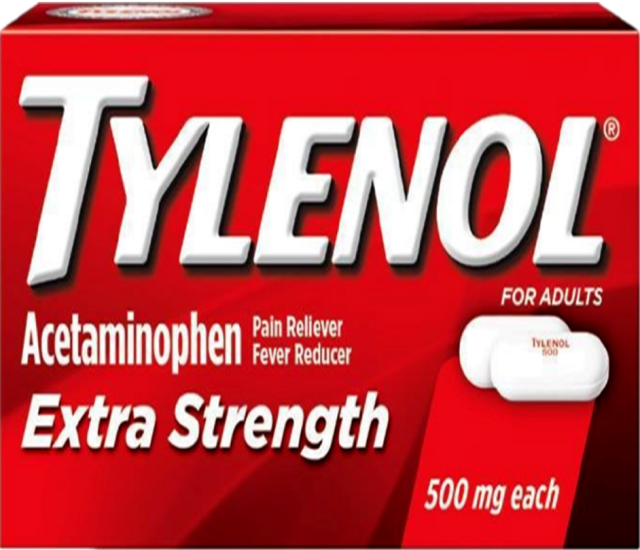 TYLENOL®
FOR ADULTS
Acetaminophen
Pain Reliever
Fever Reducer
TYLENOL
500
Extra Strength
500 mg each